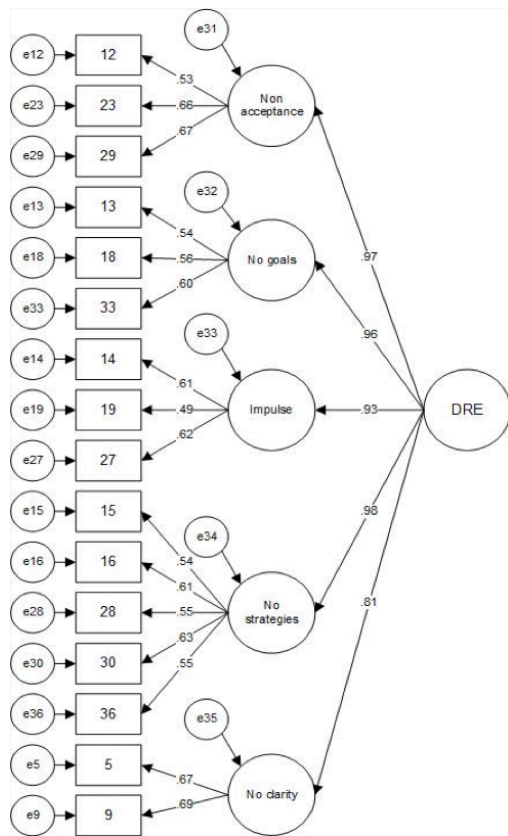 e31
e12 12
.53
Non
acceptance
e23 23 .66
.67
e29 29
e32
e13 13
.54
e18 18 .56 No goals
.60
e33 33
.97
.96
e33
e14 14
.61
e19 19 .49 Impulse .93 DRE
.62
e27 27
e15 15
e34
.98
.54
e16 16
.61
e28 28 .55 No
strategies
.81
.63
e30 30
.55
e36 36
e35
e5 5
.67
No clarity
.69
e9 9